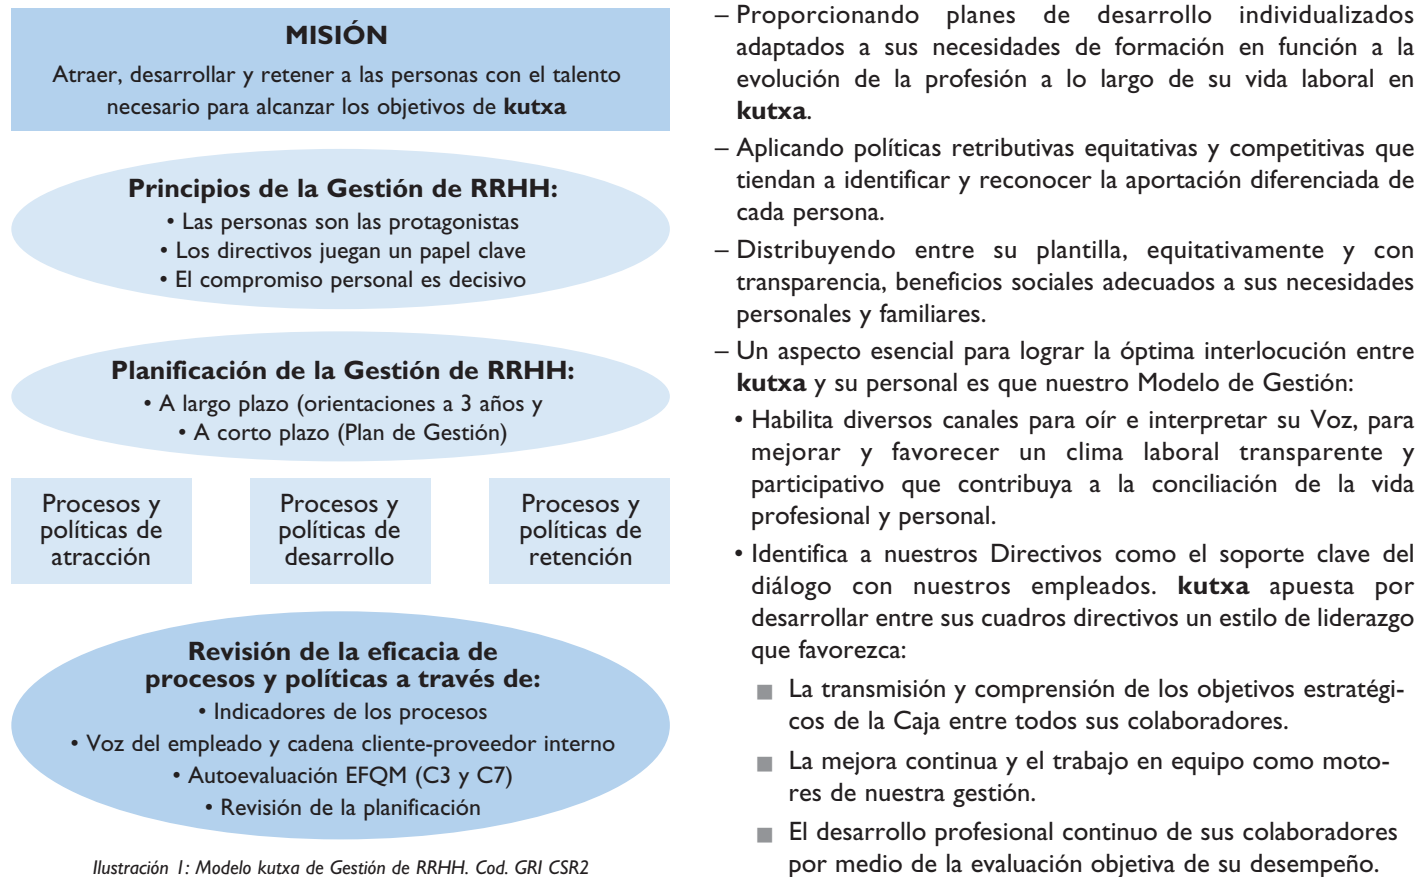 MISIÓN
Atraer, desarrollar y retener a las personas con el talento
necesario para alcanzar los objetivos de kutxa
Principios de la Gestión de RRHH:
• Las personas son las protagonistas
• Los directivos juegan un papel clave
• El compromiso personal es decisivo
Planificación de la Gestión de RRHH:
• A largo plazo (orientaciones a 3 años y
• A corto plazo (Plan de Gestión)
Procesos y
políticas de
atracción
Procesos y
políticas de
desarrollo
Procesos y
políticas de
retención
Revisión de la eficacia de
procesos y políticas a través de:
• Indicadores de los procesos
• Voz del empleado y cadena cliente-proveedor interno
• Autoevaluación EFQM (C3 y C7)
• Revisión de la planificación
Ilustración 1: Modelo kutxa de Gestión de RRHH. Cod. GRI CSR2
– Proporcionando planes de desarrollo individualizados
adaptados a sus necesidades de formación en función a la
evolución de la profesión a lo largo de su vida laboral en
kutxa.
– Aplicando políticas retributivas equitativas y competitivas que
tiendan a identificar y reconocer la aportación diferenciada de
cada persona.
– Distribuyendo entre su plantilla, equitativamente y con
transparencia, beneficios sociales adecuados a sus necesidades
personales y familiares.
– Un aspecto esencial para lograr la óptima interlocución entre
kutxa y su personal es que nuestro Modelo de Gestión:
• Habilita diversos canales para oír e interpretar su Voz, para
mejorar y favorecer un clima laboral transparente y
participativo que contribuya a la conciliación de la vida
profesional y personal.
• Identifica a nuestros Directivos como el soporte clave del
diálogo con nuestros empleados. kutxa apuesta por
desarrollar entre sus cuadros directivos un estilo de liderazgo
que favorezca:
■ La transmisión y comprensión de los objetivos estratégi-
cos de la Caja entre todos sus colaboradores.
■ La mejora continua y el trabajo en equipo como moto-
res de nuestra gestión.
■ El desarrollo profesional continuo de sus colaboradores
por medio de la evaluación objetiva de su desempeño.